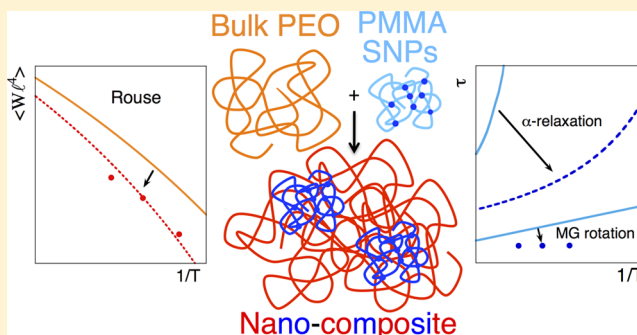 Bulk PEO
PMMA
SNPs
+
<Wℓ⁴>
Rouse
1/T
τ
α-relaxation
MG rotation
1/T
Nano-composite